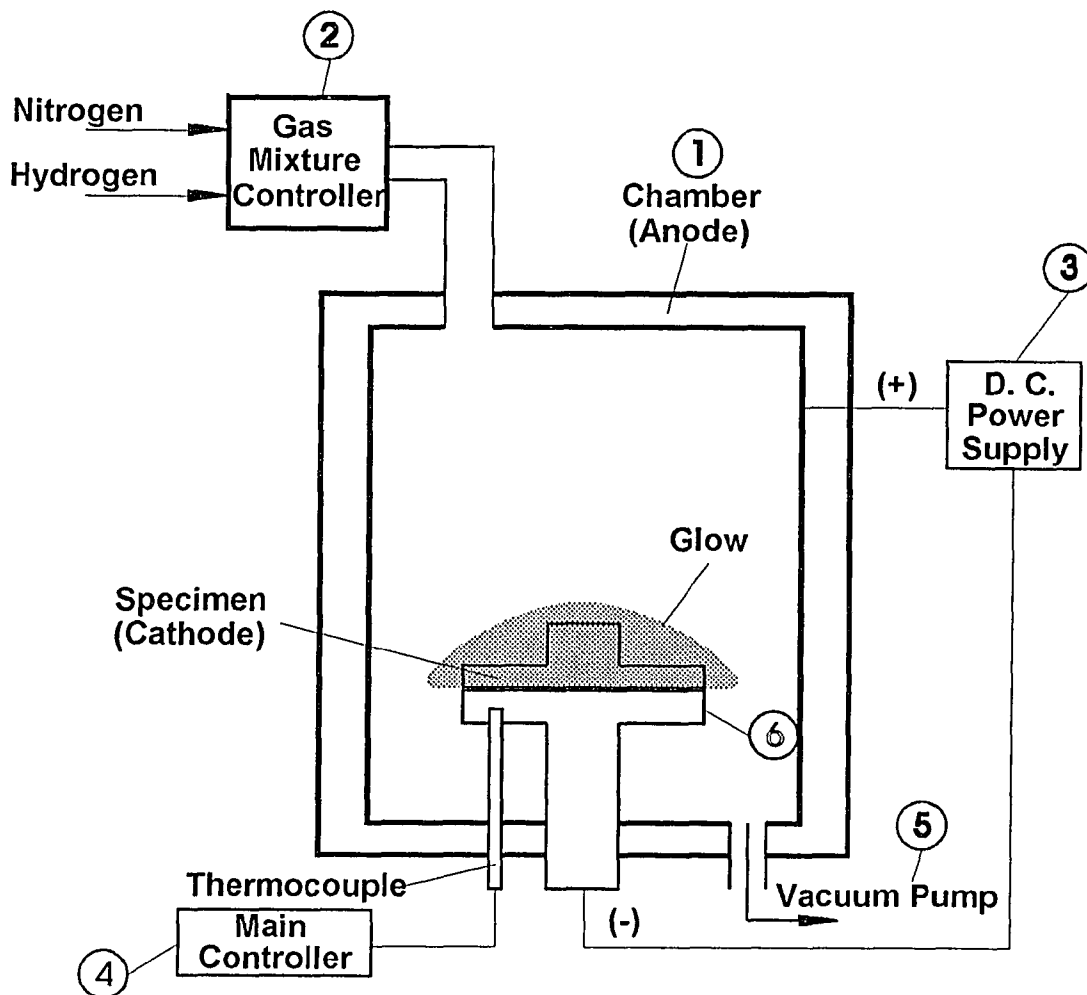 2
Nitrogen
Hydrogen
Gas
Mixture
Controller
1
Chamber
(Anode)
3
(+)
D. C.
Power
Supply
Glow
Specimen
(Cathode)
6
5
Thermocouple
Vacuum Pump
(-)
Main
Controller
4